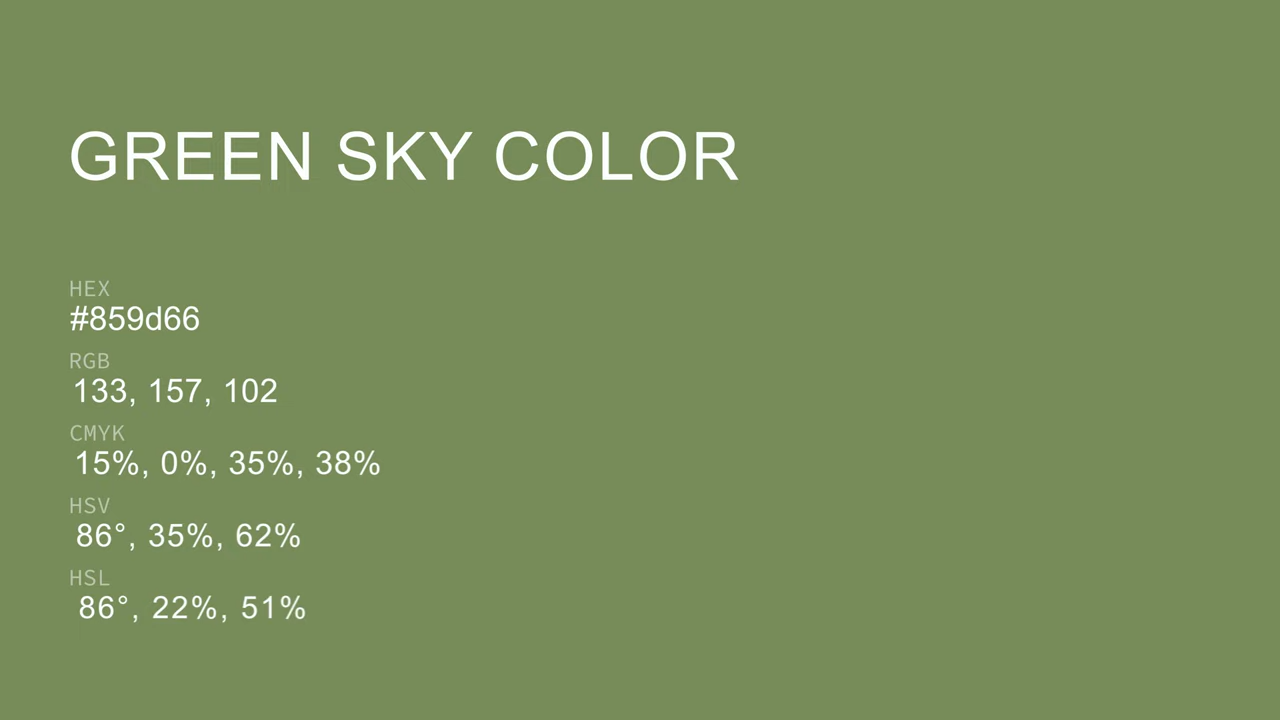 GREEN SKY COLOR
HEX
#859d66
RGB
133, 157, 102
CMYK
15%, 0%, 35%, 38%
HSV
86°, 35%, 62%
HSL
86°, 22%, 51%